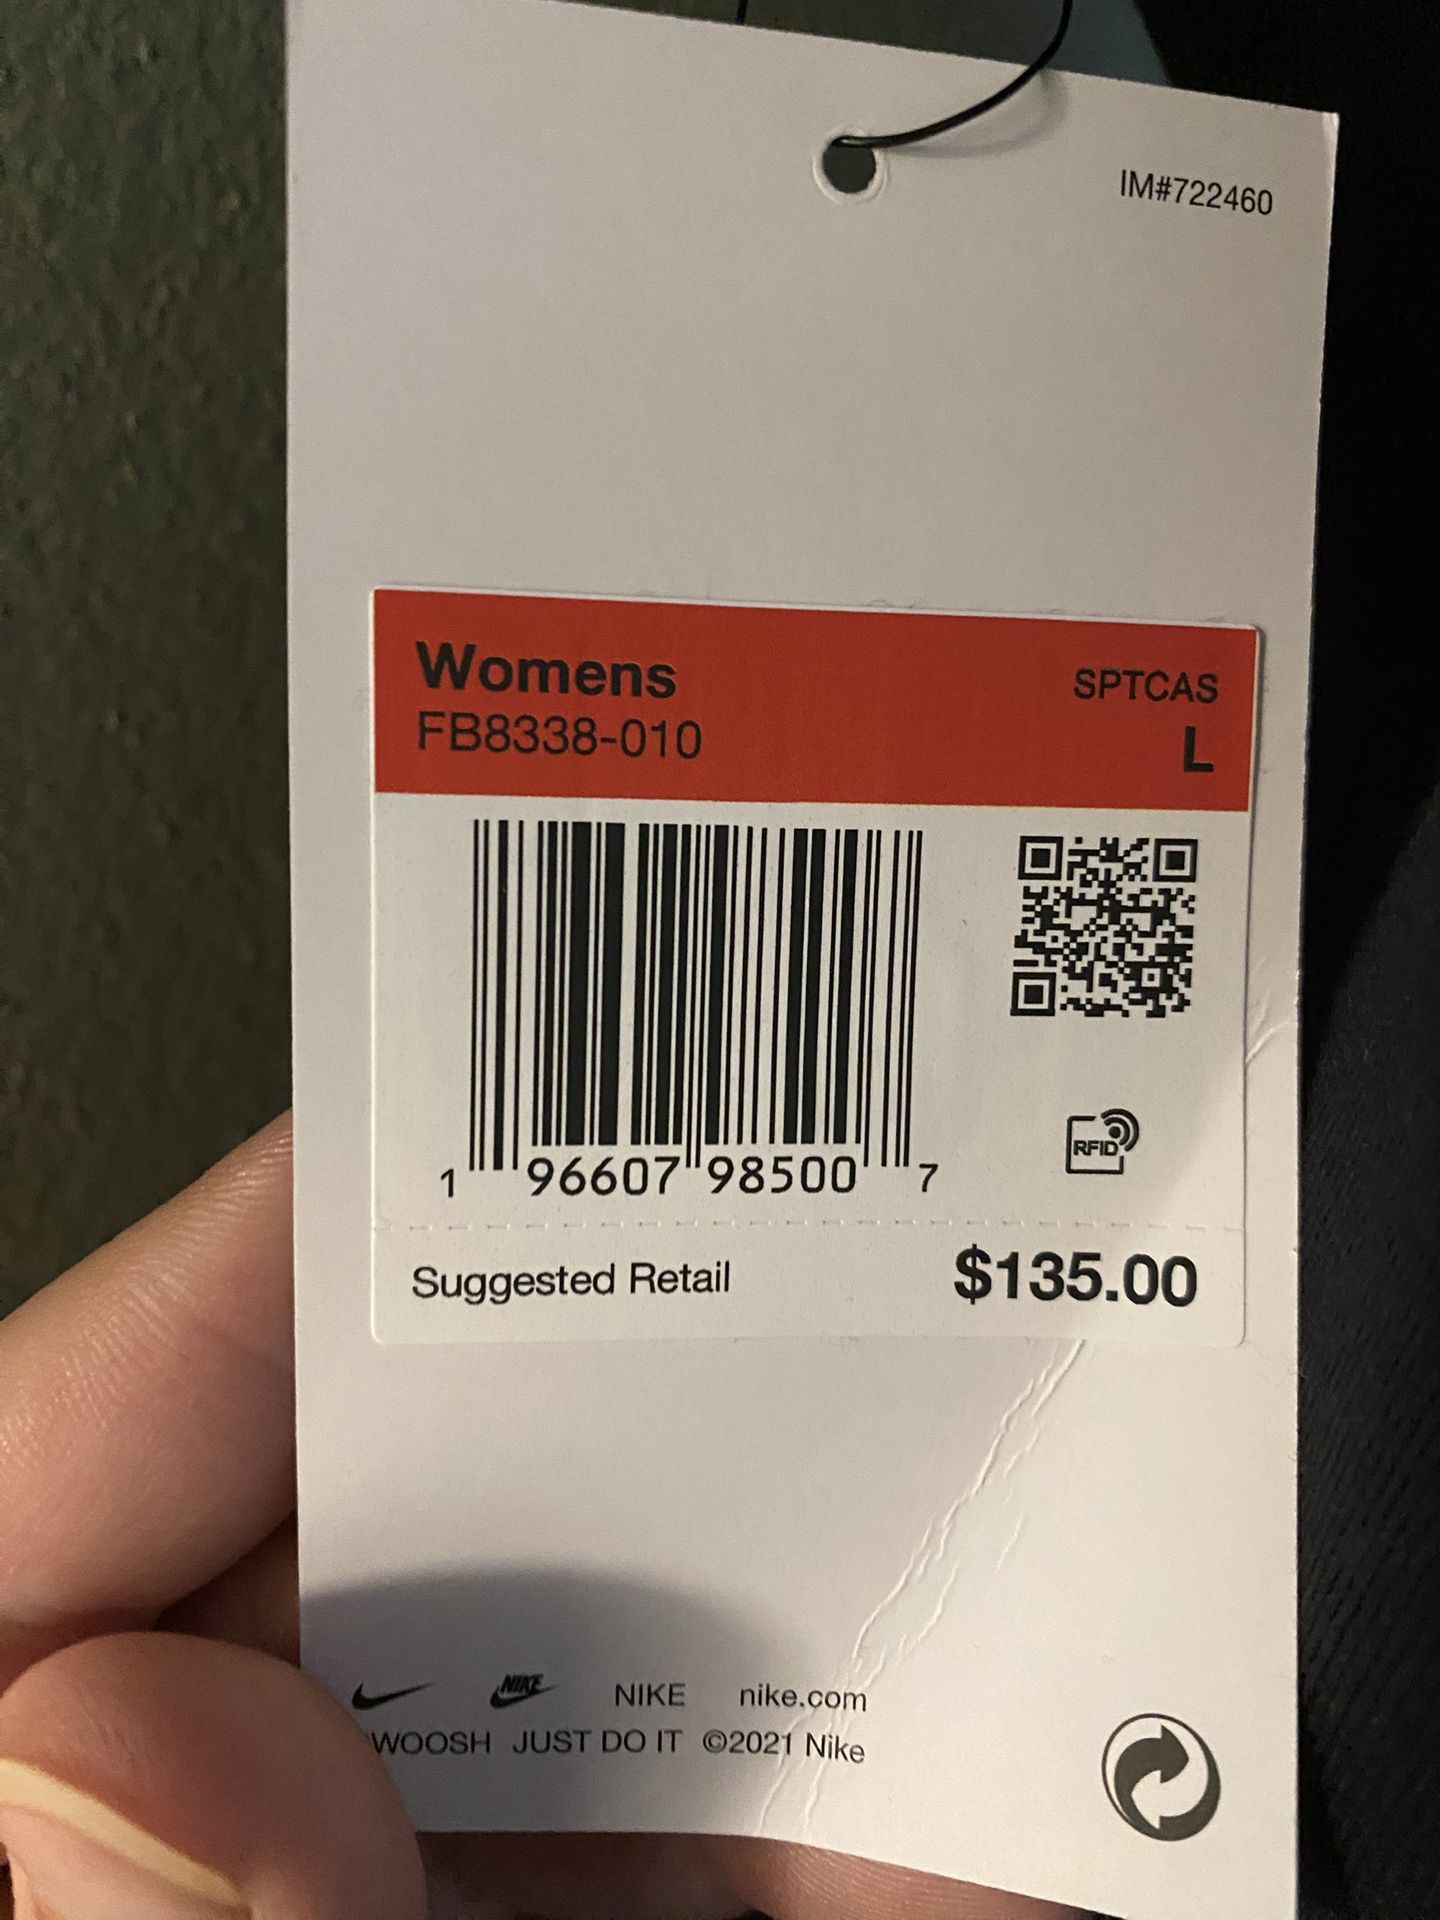 IM#722460
Womens
SPTCAS
FB8338-010
L
1 96607 98500 7
RFID
Suggested Retail
$135.00
NIKE NIKE nike.com
WOOSH JUST DO IT ©2021 Nike